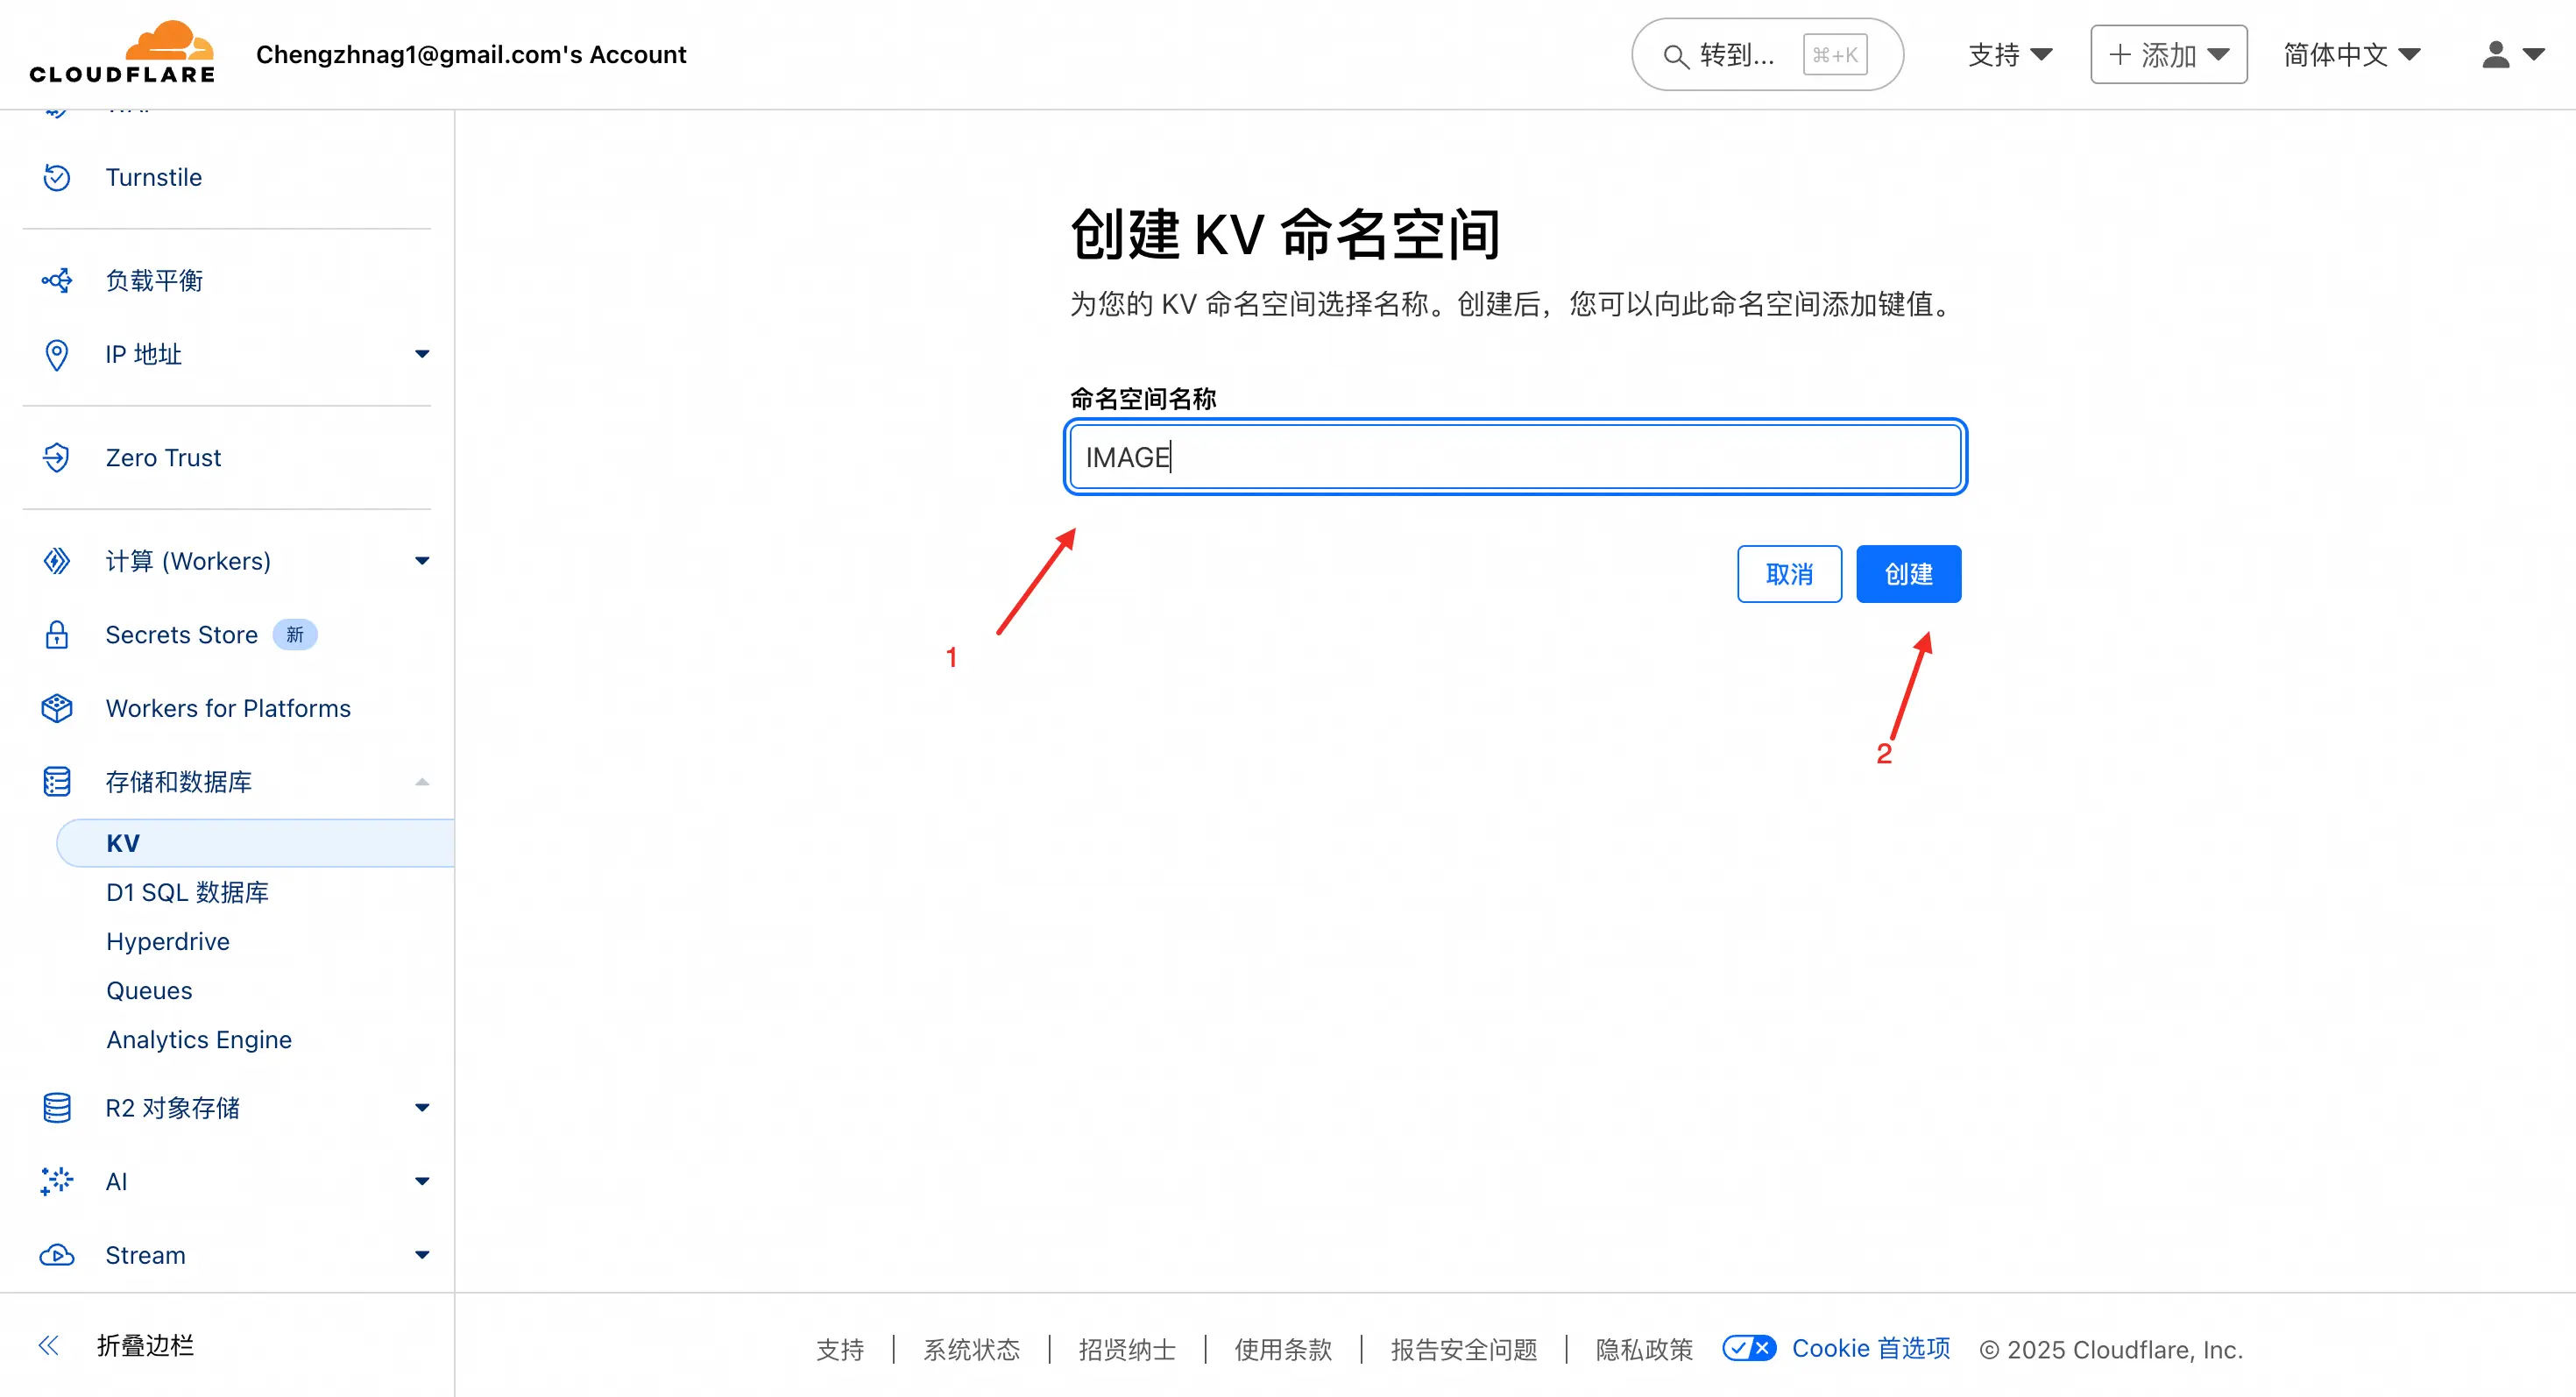 CLOUDFLARE
Chengzhnag1@gmail.com's Account
转到... ⌘+K
支持
+ 添加
简体中文
Turnstile
负载平衡
IP 地址
Zero Trust
计算 (Workers)
Secrets Store 新
Workers for Platforms
存储和数据库
KV
D1 SQL 数据库
Hyperdrive
Queues
Analytics Engine
R2 对象存储
AI
Stream
折叠边栏
创建 KV 命名空间
为您的 KV 命名空间选择名称。创建后，您可以向此命名空间添加键值。
命名空间名称
IMAGE
取消 创建
1
2
支持 | 系统状态 | 招贤纳士 | 使用条款 | 报告安全问题 | 隐私政策 Cookie 首选项 © 2025 Cloudflare, Inc.